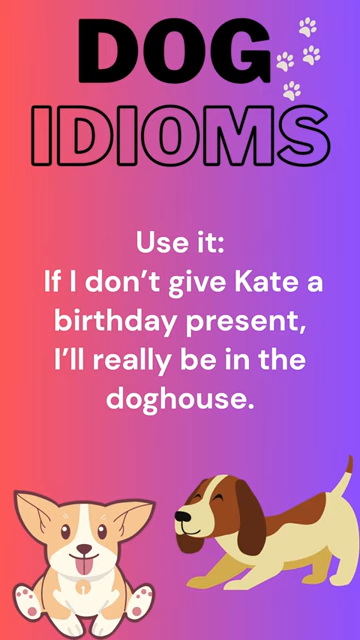 DOG
IDIOMS
Use it:
If I don’t give Kate a
birthday present,
I’ll really be in the
doghouse.